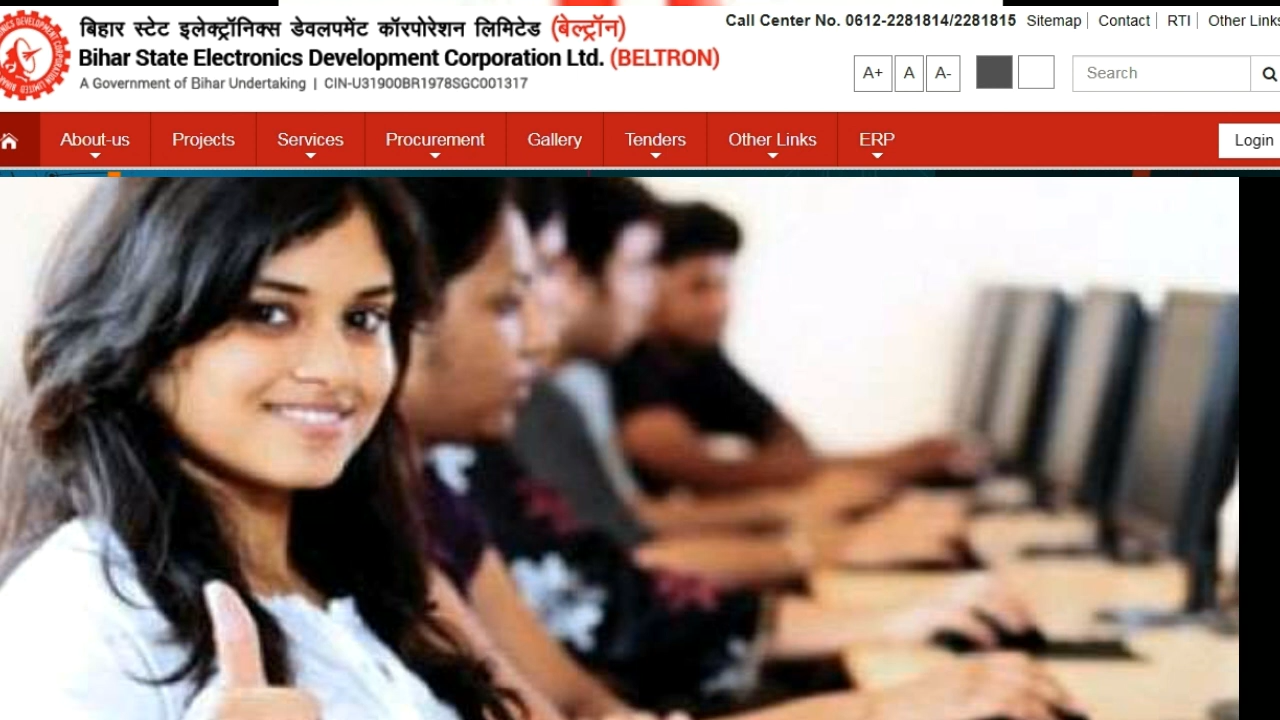 बिहार स्टेट इलेक्ट्रॉनिक्स डेवलपमेंट कॉरपोरेशन लिमिटेड (बेल्ट्रॉन)
Bihar State Electronics Development Corporation Ltd. (BELTRON)
A Government of Bihar Undertaking | CIN-U31900BR1978SGC001317
Call Center No. 0612-2281814/2281815 Sitemap | Contact | RTI | Other Links
A+ A A- Search
About-us Projects Services Procurement Gallery Tenders Other Links ERP Login